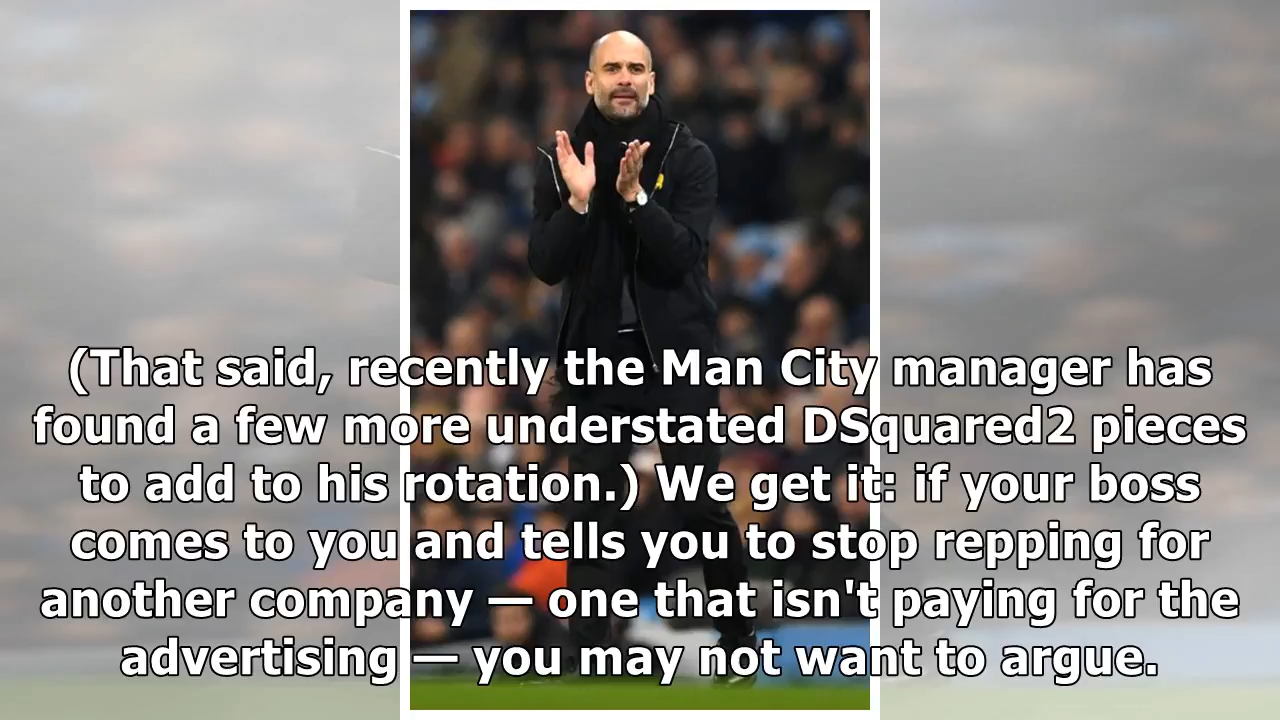 (That said, recently the Man City manager has
found a few more understated DSquared2 pieces
to add to his rotation.) We get it: if your boss
comes to you and tells you to stop repping for
another company — one that isn't paying for the
advertising — you may not want to argue.